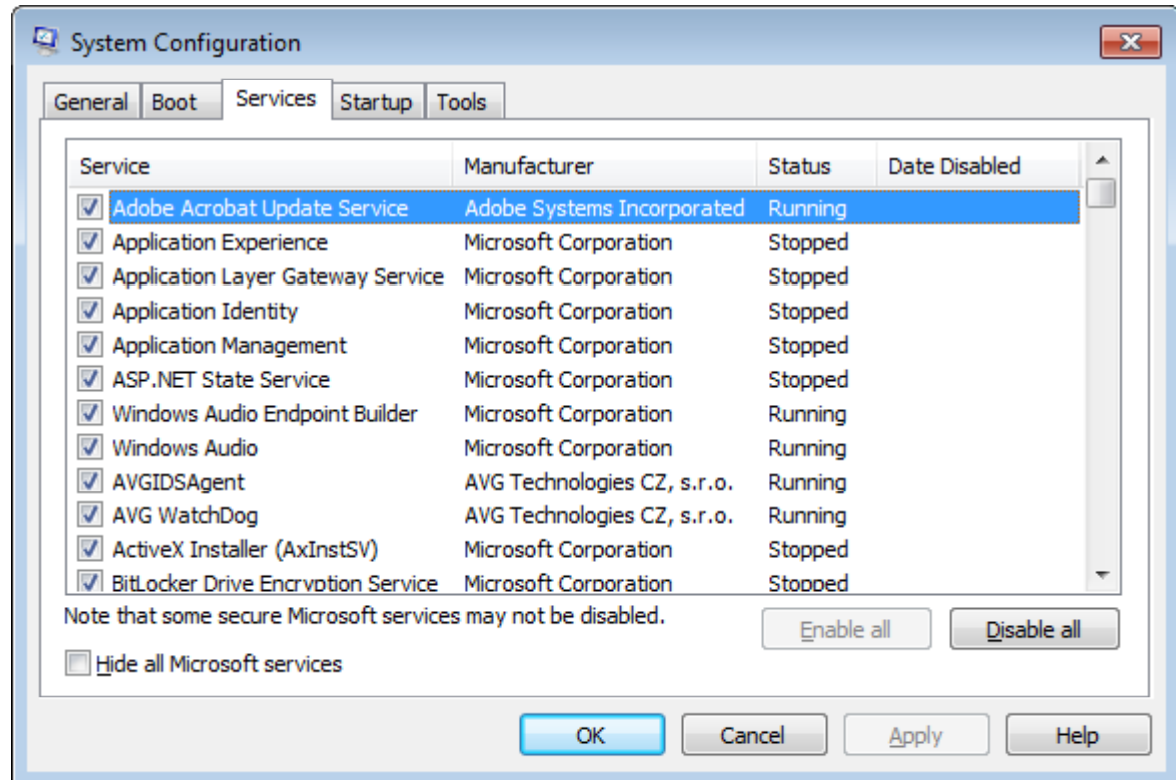 System Configuration
General Boot Services Startup Tools
Service Manufacturer Status Date Disabled
Adobe Acrobat Update Service Adobe Systems Incorporated Running
Application Experience Microsoft Corporation Stopped
Application Layer Gateway Service Microsoft Corporation Stopped
Application Identity Microsoft Corporation Stopped
Application Management Microsoft Corporation Stopped
ASP.NET State Service Microsoft Corporation Stopped
Windows Audio Endpoint Builder Microsoft Corporation Running
Windows Audio Microsoft Corporation Running
AVGIDSAgent AVG Technologies CZ, s.r.o. Running
AVG WatchDog AVG Technologies CZ, s.r.o. Running
ActiveX Installer (AxInstSV) Microsoft Corporation Stopped
BitLocker Drive Encryption Service Microsoft Corporation Stopped
Note that some secure Microsoft services may not be disabled.
Enable all Disable all
Hide all Microsoft services
OK Cancel Apply Help